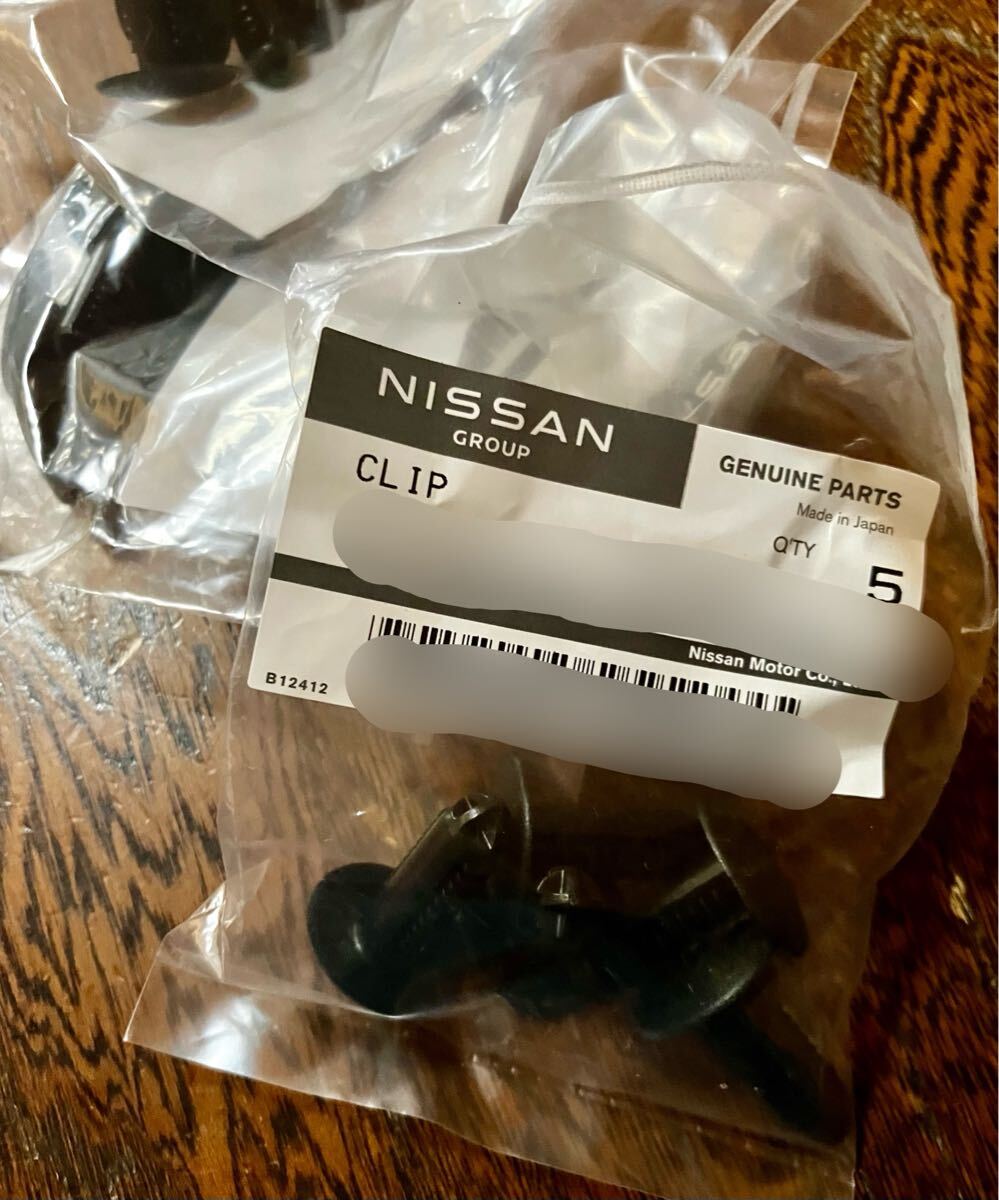 NISSAN
GROUP
CLIP
GENUINE PARTS
Made in Japan
Q'TY
5
Nissan Motor Co.,
B12412